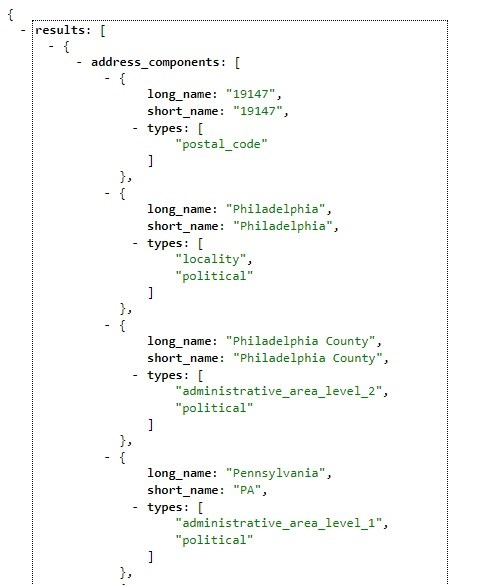 {
- results: [
- {
- address_components: [
- {
long_name: "19147",
short_name: "19147",
- types: [
"postal_code"
]
},
- {
long_name: "Philadelphia",
short_name: "Philadelphia",
- types: [
"locality",
"political"
]
},
- {
long_name: "Philadelphia County",
short_name: "Philadelphia County",
- types: [
"administrative_area_level_2",
"political"
]
},
- {
long_name: "Pennsylvania",
short_name: "PA",
- types: [
"administrative_area_level_1",
"political"
]
},